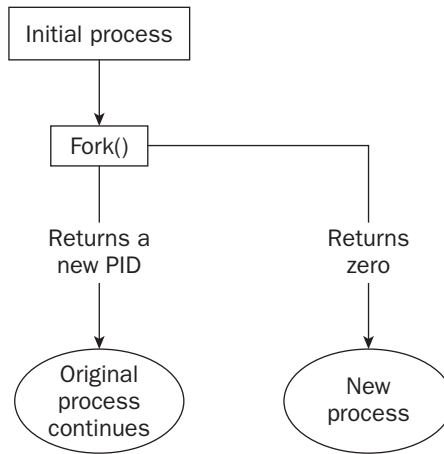 Initial process
Fork()
Returns a
new PID
Returns
zero
Original
process
continues
New
process